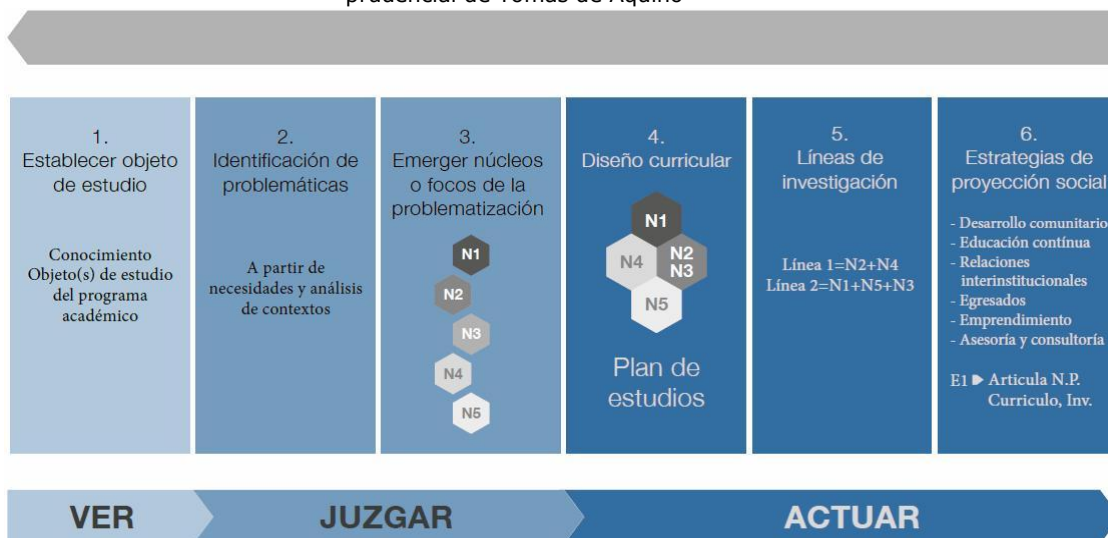 prudencial de Tomás de Aquino
1.
Establecer objeto
de estudio
Conocimiento
Objeto(s) de estudio
del programa
académico
2.
Identificación de
problemáticas
A partir de
necesidades y análisis
de contextos
3.
Emerger núcleos
o focos de la
problematización
N1
N2
N3
N4
N5
4.
Diseño curricular
N1
N4
N2
N3
N5
Plan de
estudios
5.
Líneas de
investigación
Línea 1=N2+N4
Línea 2=N1+N5+N3
6.
Estrategias de
proyección social
- Desarrollo comunitario
- Educación contínua
- Relaciones
interinstitucionales
- Egresados
- Emprendimiento
- Asesoría y consultoría
E1 Articula N.P.
Curriculo, Inv.
VER
JUZGAR
ACTUAR